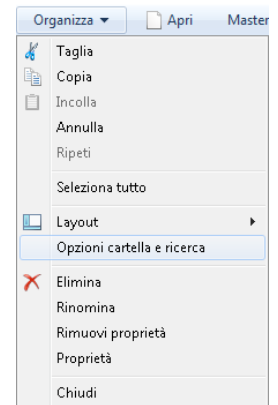 Organizza Apri Master
Taglia
Copia
Incolla
Annulla
Ripeti
Seleziona tutto
Layout
Opzioni cartella e ricerca
Elimina
Rinomina
Rimuovi proprietà
Proprietà
Chiudi